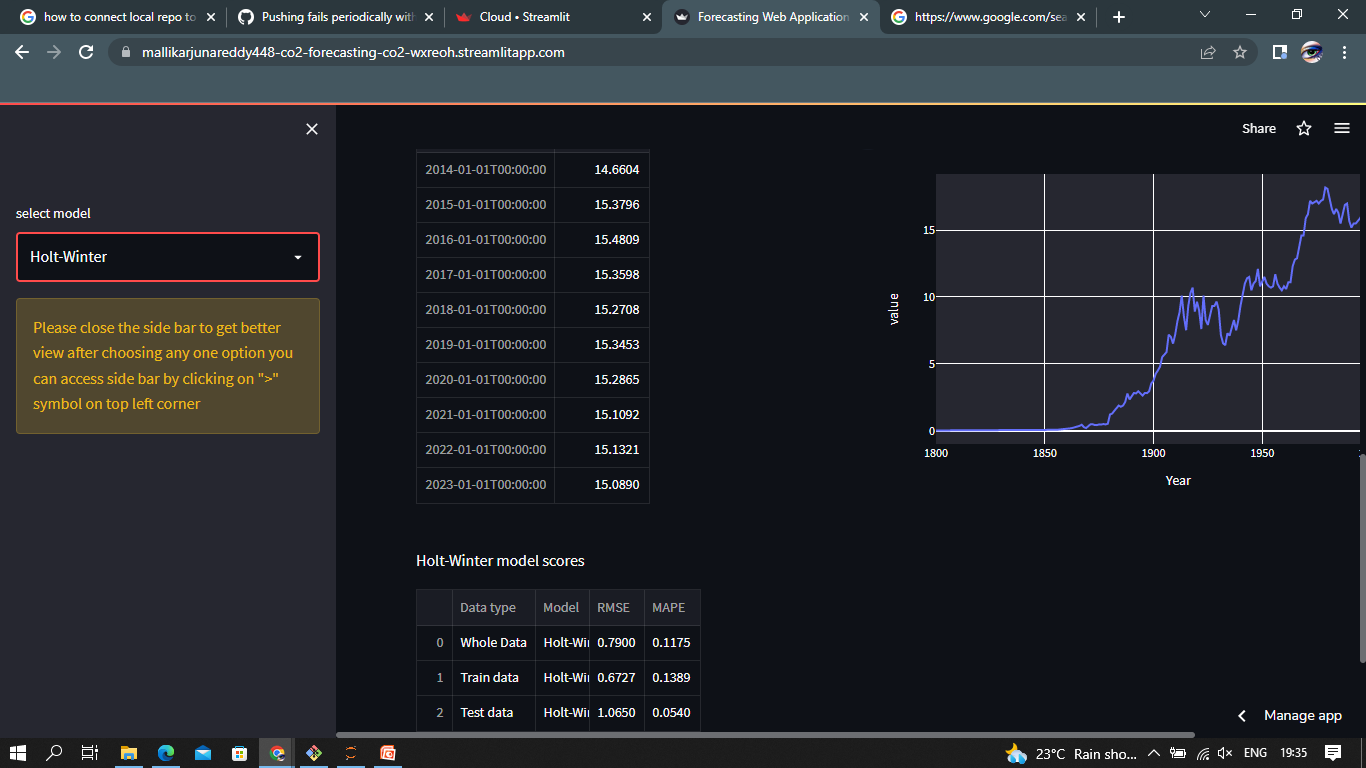 how to connect local repo to
Pushing fails periodically with
Cloud • Streamlit
Forecasting Web Application
https://www.google.com/sea
mallikarjunareddy448-co2-forecasting-co2-wxreoh.streamlitapp.com
Share
select model
Holt-Winter
Please close the side bar to get better
view after choosing any one option you
can access side bar by clicking on ">"
symbol on top left corner
2014-01-01T00:00:00 14.6604
2015-01-01T00:00:00 15.3796
2016-01-01T00:00:00 15.4809
2017-01-01T00:00:00 15.3598
2018-01-01T00:00:00 15.2708
2019-01-01T00:00:00 15.3453
2020-01-01T00:00:00 15.2865
2021-01-01T00:00:00 15.1092
2022-01-01T00:00:00 15.1321
2023-01-01T00:00:00 15.0890
15
10
5
0
value
1800 1850 1900 1950
Year
Holt-Winter model scores
Data type Model RMSE MAPE
0 Whole Data Holt-Wi 0.7900 0.1175
1 Train data Holt-Wi 0.6727 0.1389
2 Test data Holt-Wi 1.0650 0.0540
Manage app
23°C Rain sho... ENG 19:35